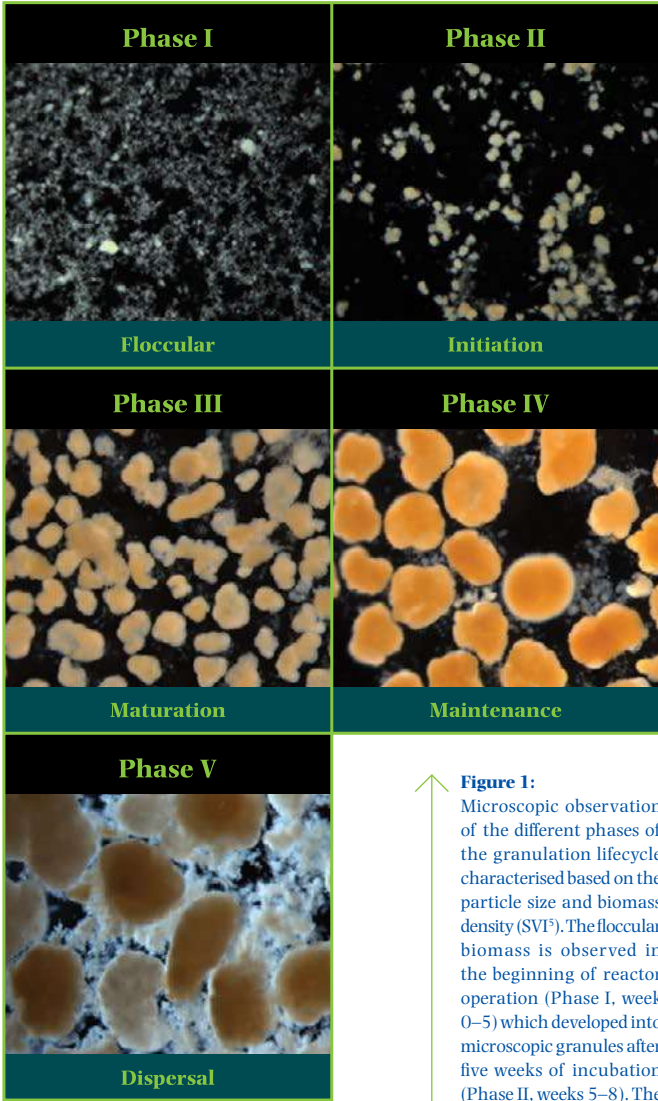 Phase I
Phase II
Floccular
Initiation
Phase III
Phase IV
Maturation
Maintenance
Phase V
Dispersal
Figure 1:
Microscopic observation
of the different phases of
the granulation lifecycle
characterised based on the
particle size and biomass
density (SVI⁵). The floccular
biomass is observed in
the beginning of reactor
operation (Phase I, week
0–5) which developed into
microscopic granules after
five weeks of incubation
(Phase II, weeks 5–8). The